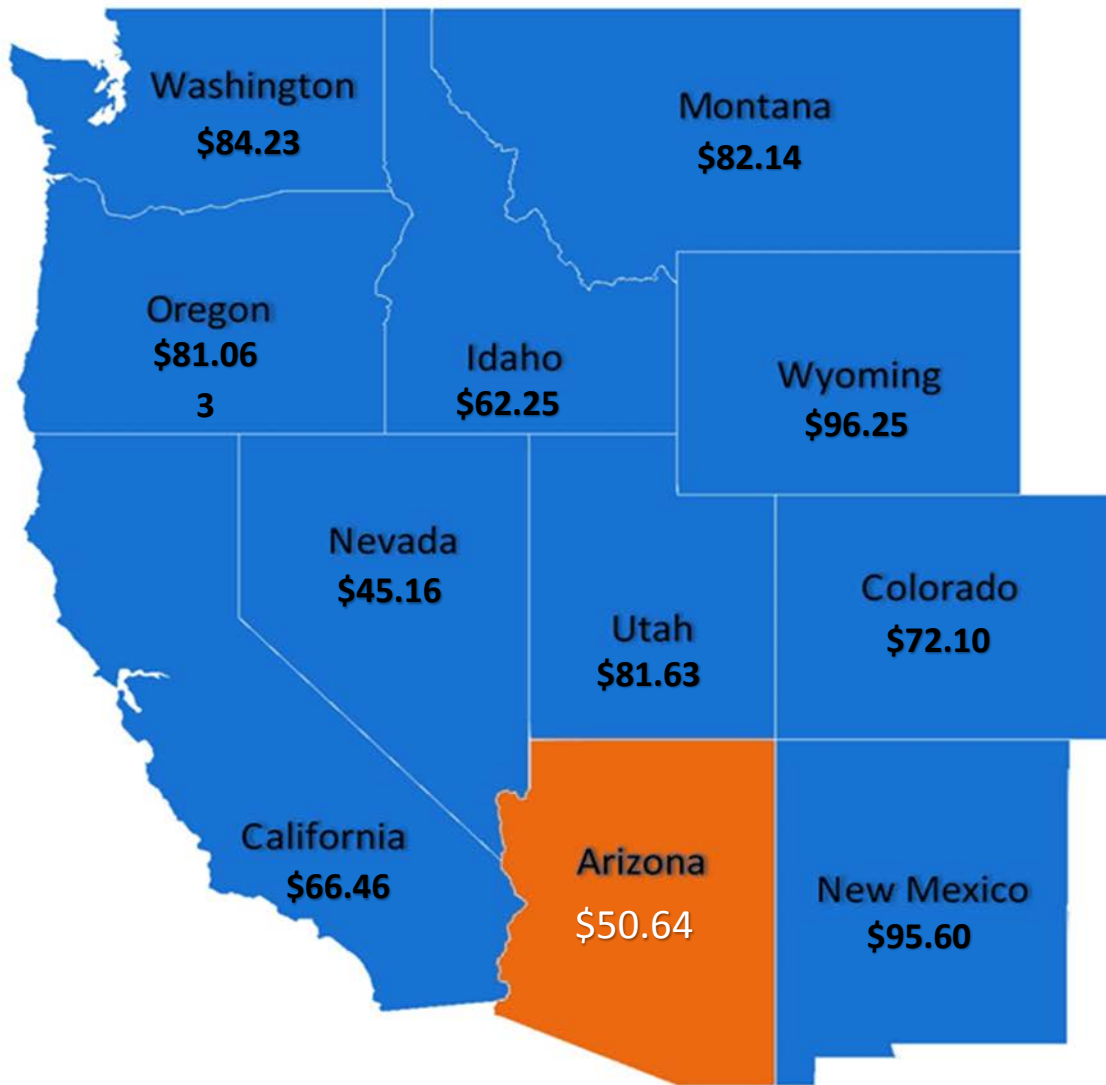 Washington
$84.23
Montana
$82.14
Oregon
$81.06
3
Idaho
$62.25
Wyoming
$96.25
Nevada
$45.16
Utah
$81.63
Colorado
$72.10
California
$66.46
Arizona
$50.64
New Mexico
$95.60